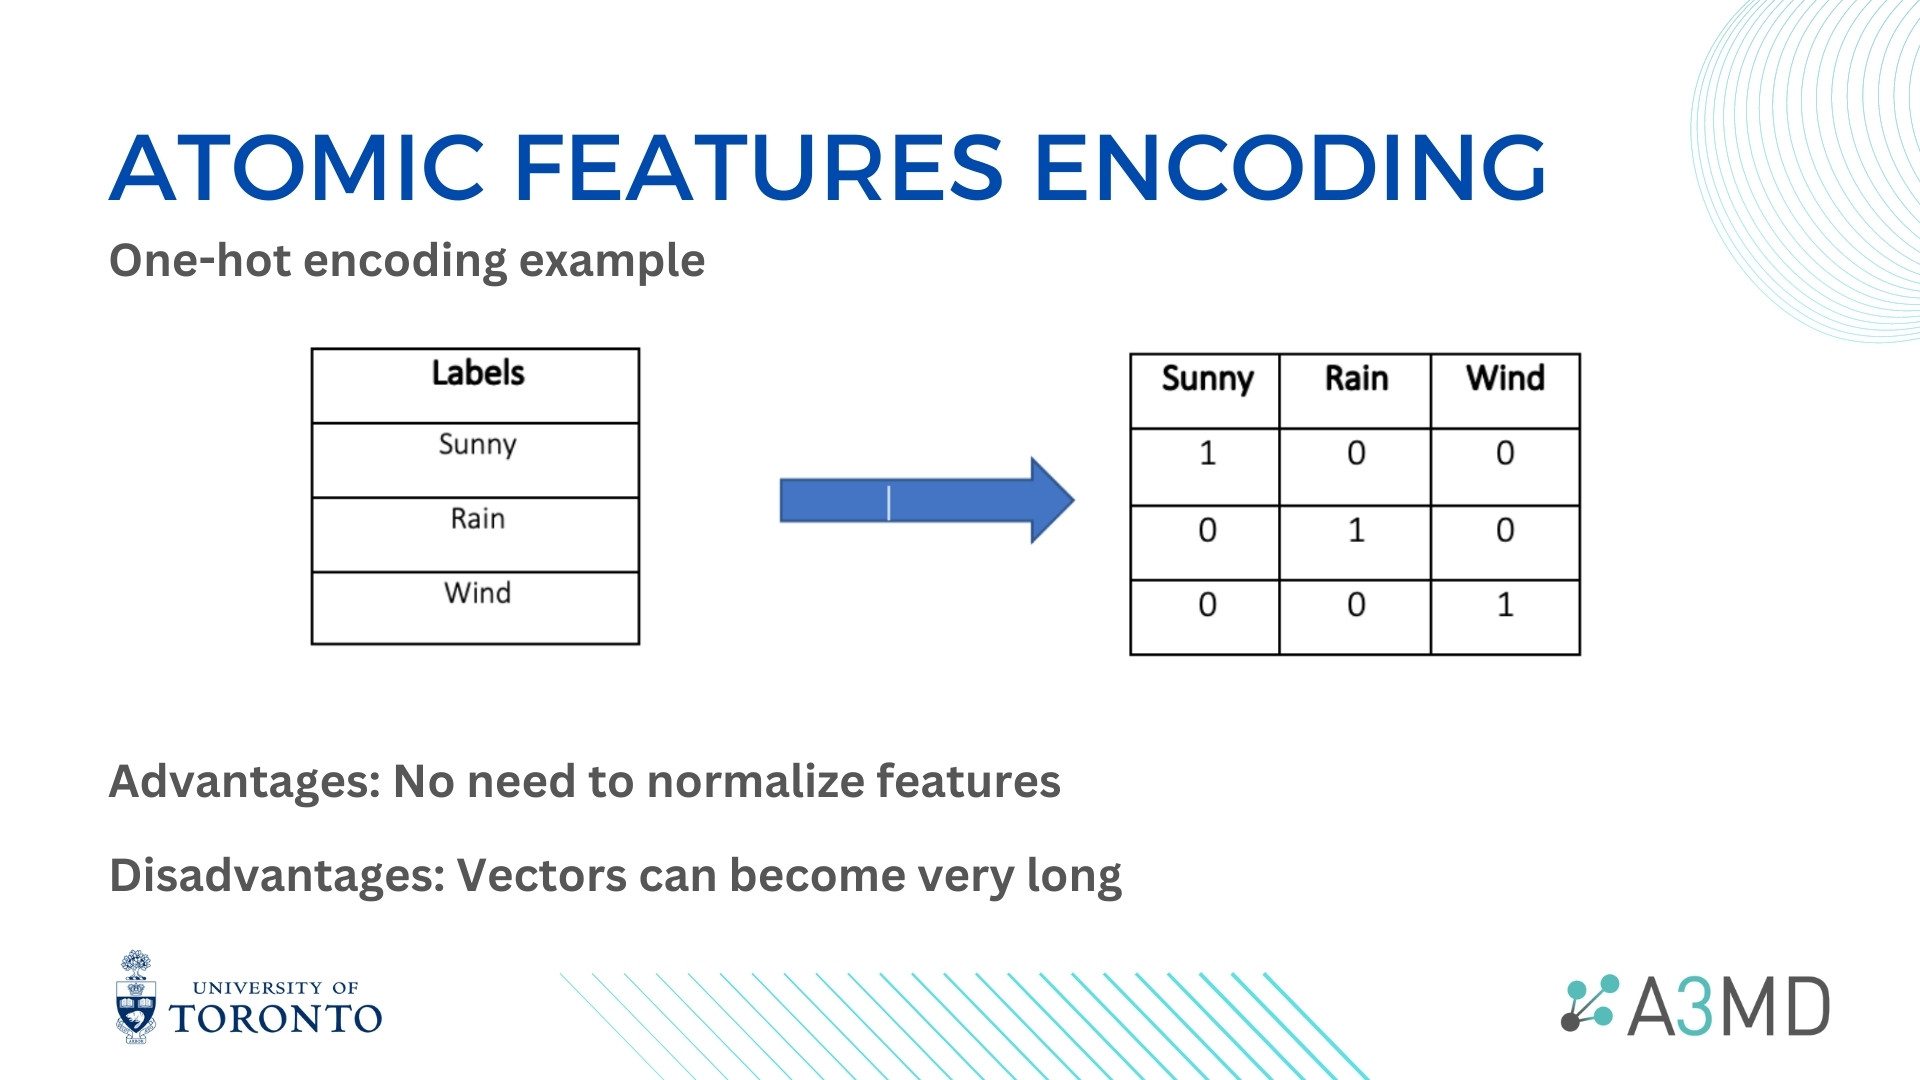 ATOMIC FEATURES ENCODING
One-hot encoding example
Labels
Sunny
Rain
Wind
Sunny Rain Wind
1 0 0
0 1 0
0 0 1
Advantages: No need to normalize features
Disadvantages: Vectors can become very long
UNIVERSITY OF
TORONTO
A3MD